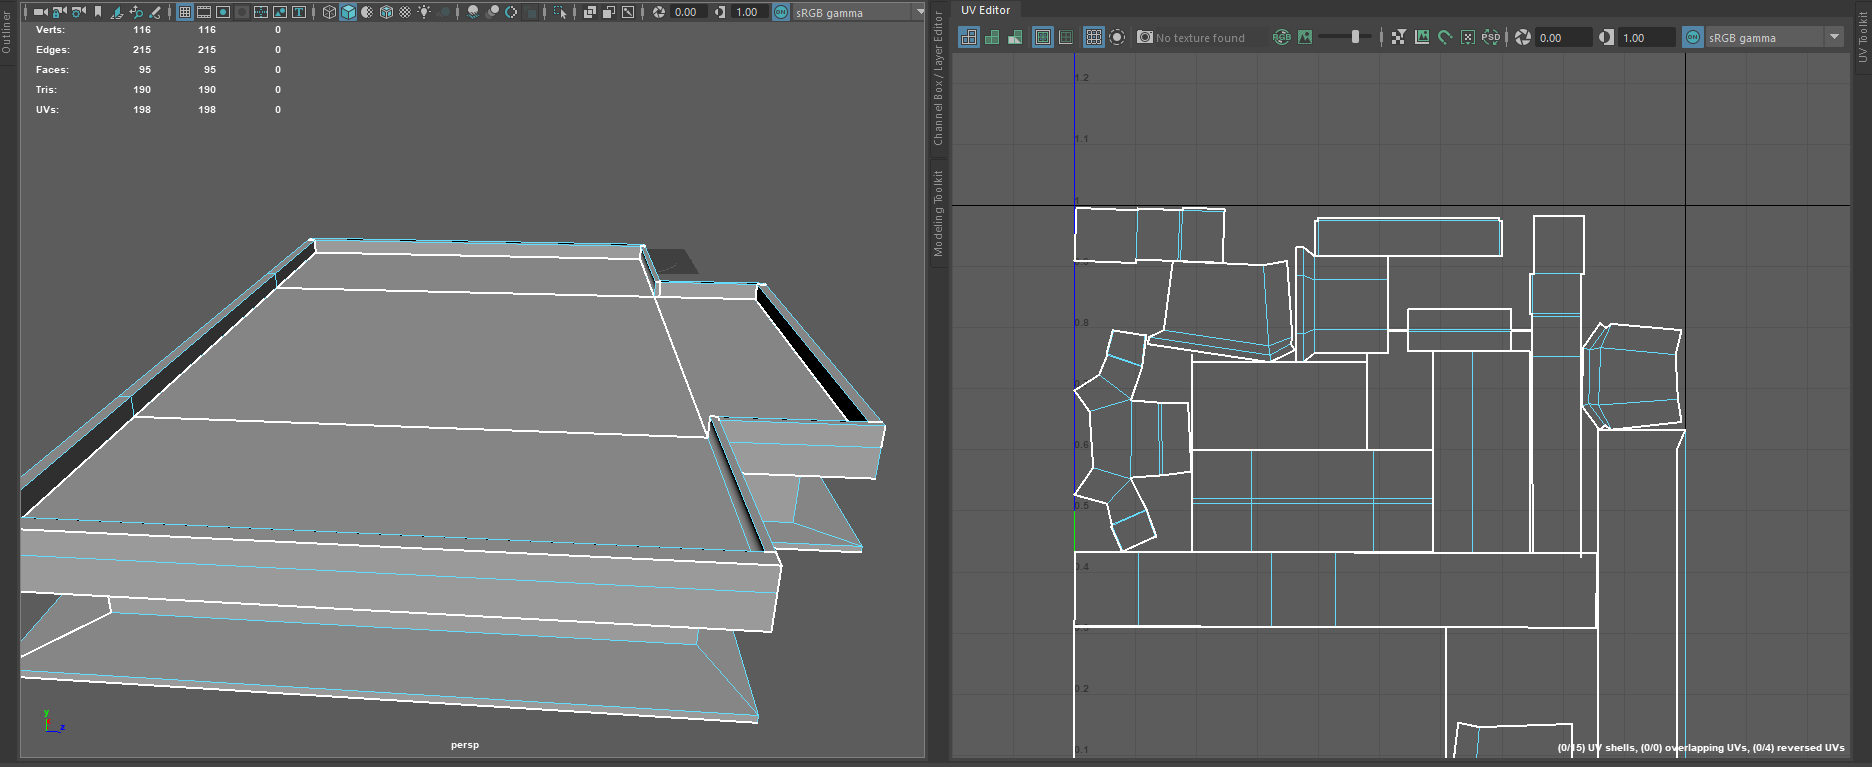 Outliner
0.00
1.00
ON
sRGB gamma
Verts: 116 116 0
Edges: 215 215 0
Faces: 95 95 0
Tris: 190 190 0
UVs: 198 198 0
y
z
persp
Channel Box / Layer Editor
Modeling Toolkit
UV Editor
No texture found
RGB
PSD
0.00
1.00
ON
sRGB gamma
UV Toolkit
1.2
1.1
0.8
0.6
0.5
0.4
0.3
0.2
0.1
(0/15) UV shells, (0/0) overlapping UVs, (0/4) reversed UVs